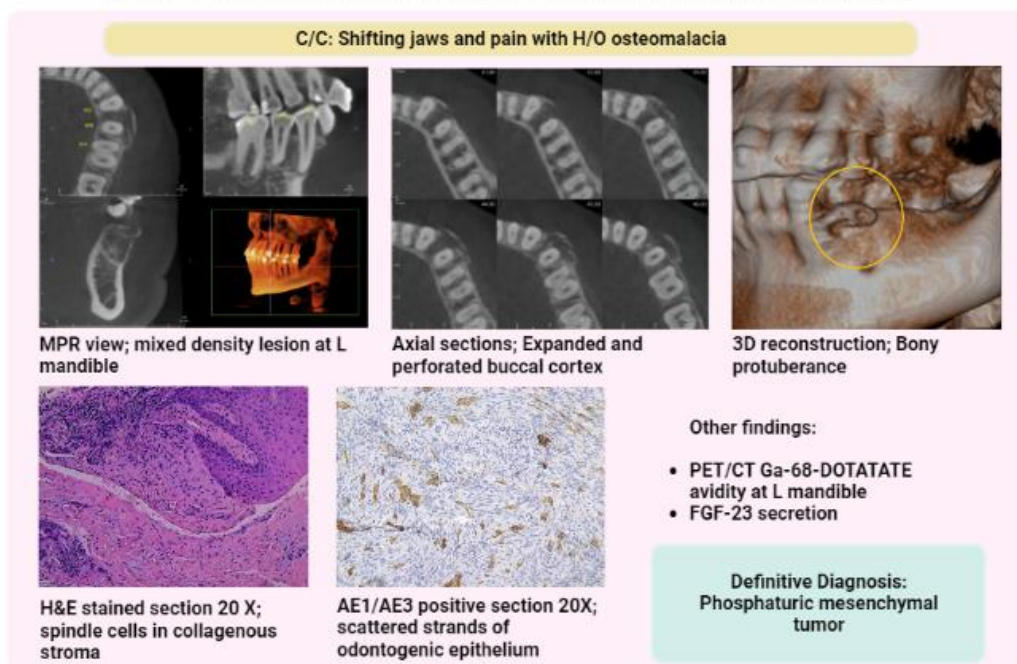 C/C: Shifting jaws and pain with H/O osteomalacia
MPR view; mixed density lesion at L
mandible
Axial sections; Expanded and
perforated buccal cortex
3D reconstruction; Bony
protuberance
H&E stained section 20 X;
spindle cells in collagenous
stroma
AE1/AE3 positive section 20X;
scattered strands of
odontogenic epithelium
Other findings:
• PET/CT Ga-68-DOTATATE
avidity at L mandible
• FGF-23 secretion
Definitive Diagnosis:
Phosphaturic mesenchymal
tumor